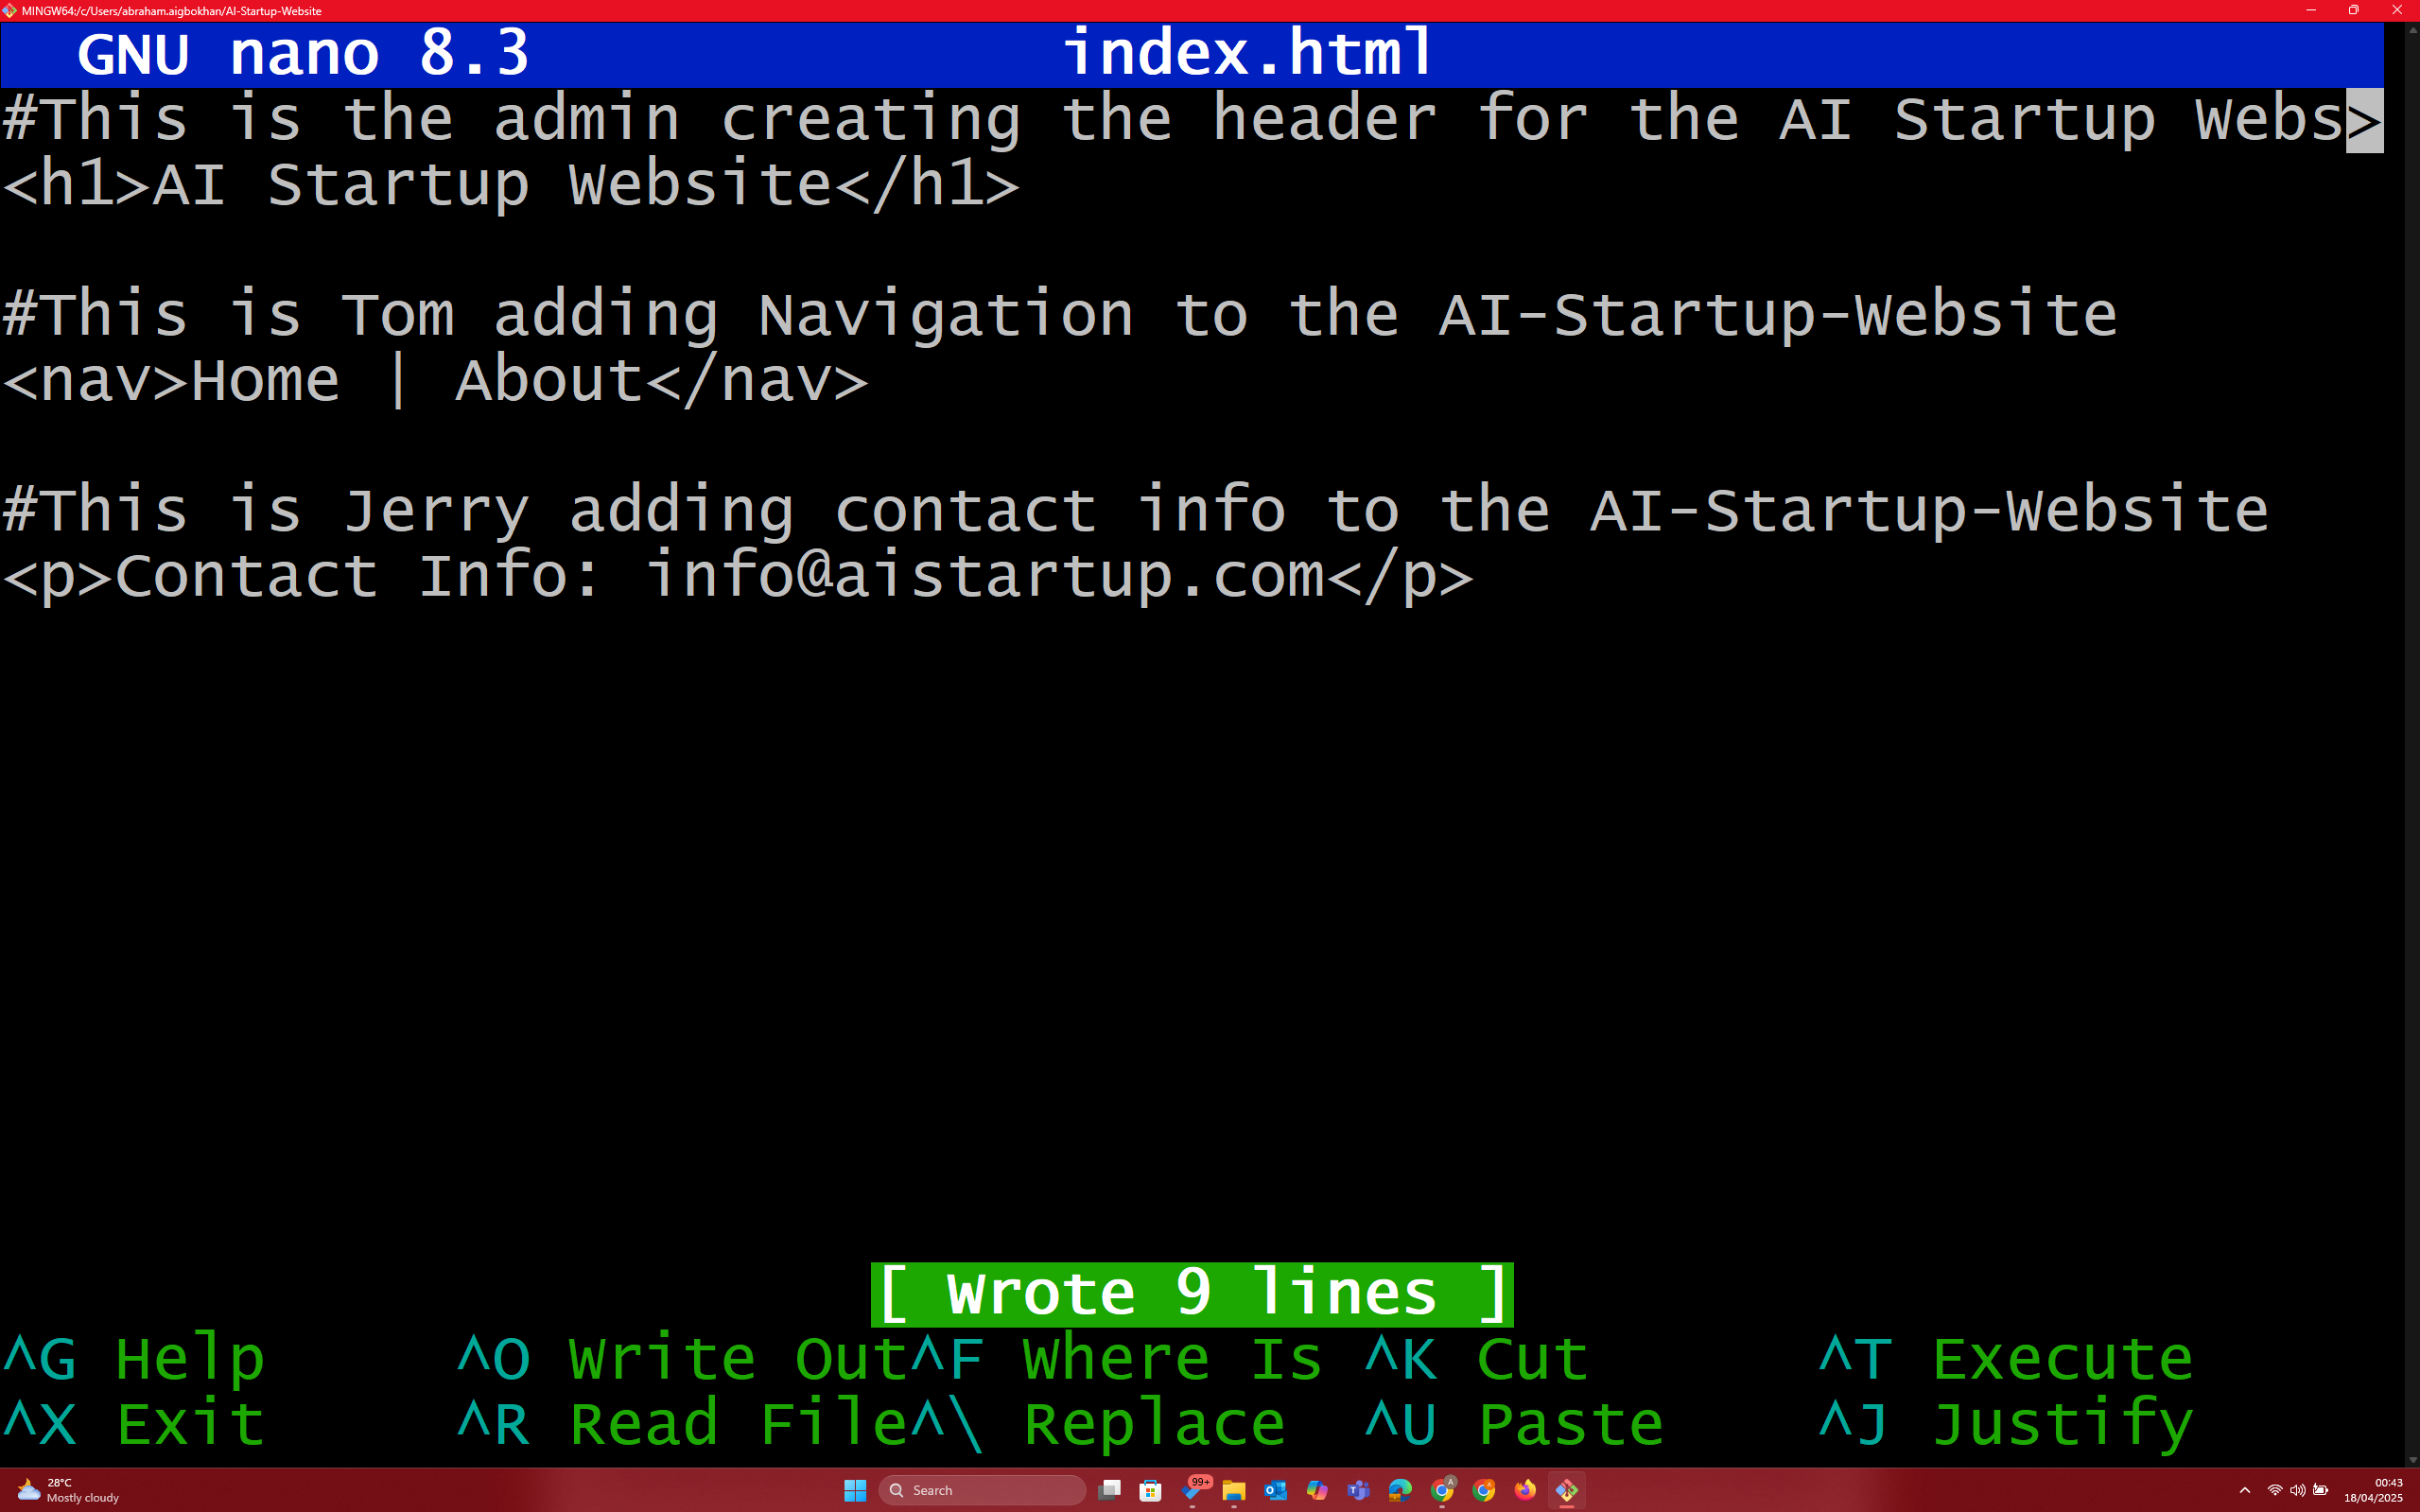 MINGW64:/c/Users/abraham.aigbokhan/AI-Startup-Website
GNU nano 8.3 index.html
#This is the admin creating the header for the AI Startup Webs>
<h1>AI Startup Website</h1>
#This is Tom adding Navigation to the AI-Startup-Website
<nav>Home | About</nav>
#This is Jerry adding contact info to the AI-Startup-Website
<p>Contact Info: info@aistartup.com</p>
[ Wrote 9 lines ]
^G Help ^O Write Out ^F Where Is ^K Cut ^T Execute
^X Exit ^R Read File ^\ Replace ^U Paste ^J Justify
28°C
Mostly cloudy
Search
99+
00:43
18/04/2025